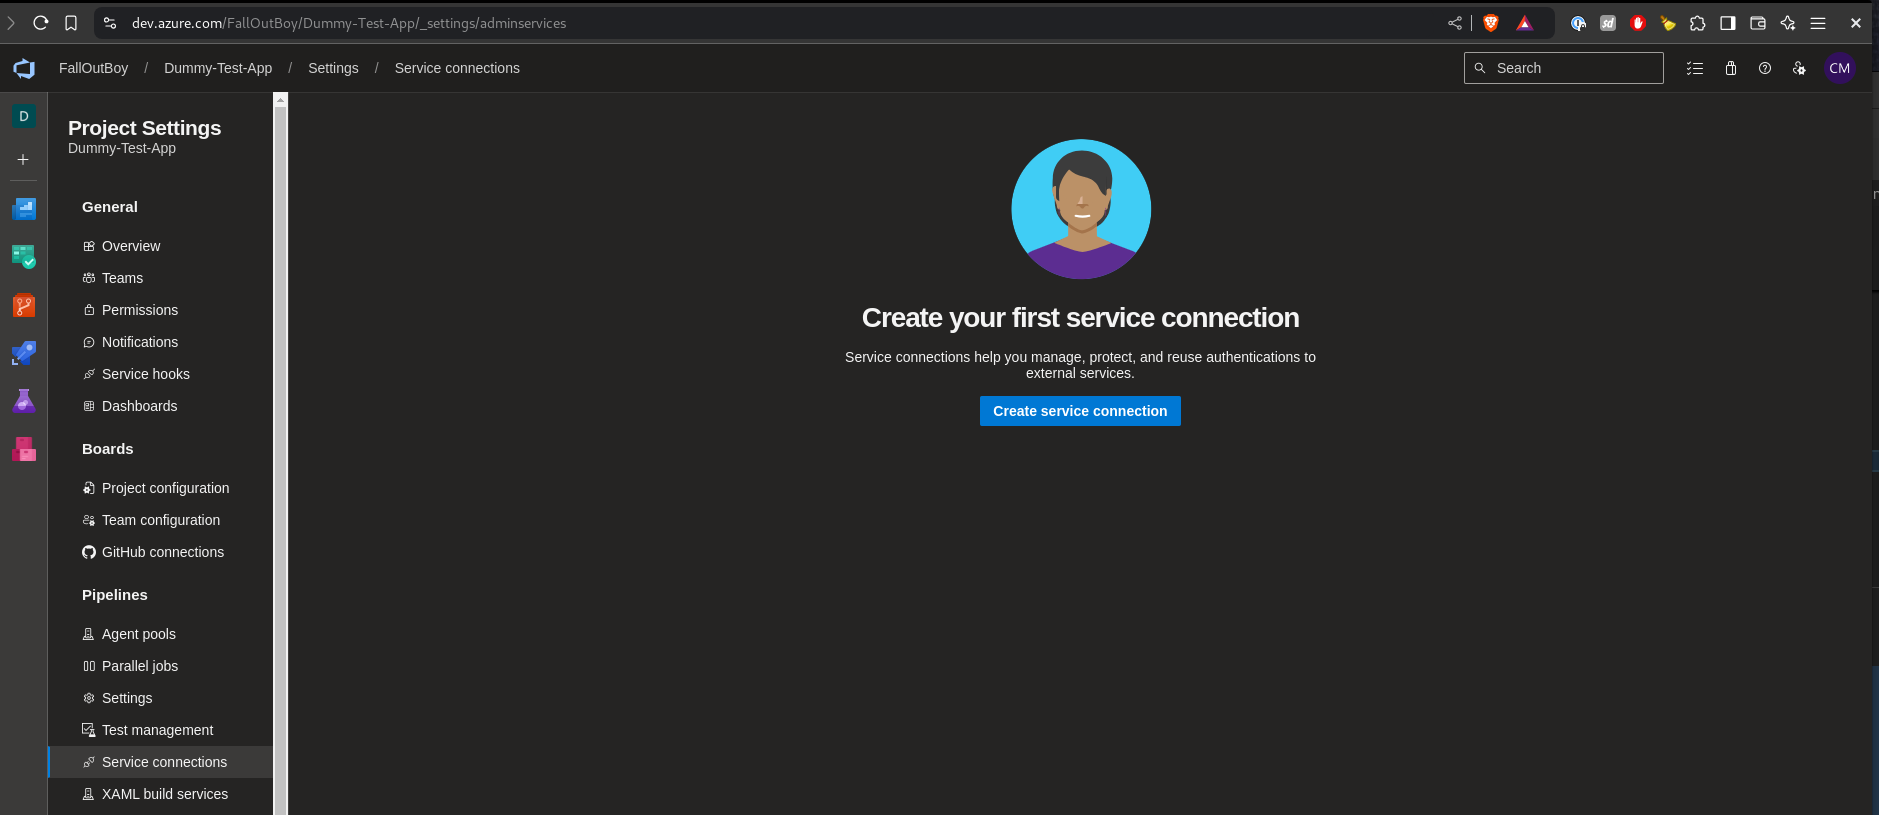 dev.azure.com/FallOutBoy/Dummy-Test-App/_settings/adminservices
sd
FallOutBoy / Dummy-Test-App / Settings / Service connections
Search
CM
D
Project Settings
Dummy-Test-App
General
Overview
Teams
Permissions
Notifications
Service hooks
Dashboards
Boards
Project configuration
Team configuration
GitHub connections
Pipelines
Agent pools
Parallel jobs
Settings
Test management
Service connections
XAML build services
Create your first service connection
Service connections help you manage, protect, and reuse authentications to
external services.
Create service connection